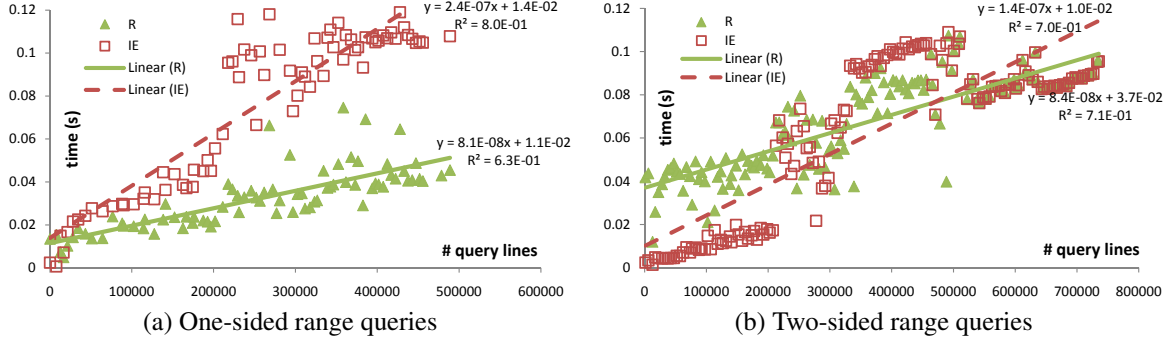 0.12
0.1
0.08
0.06
0.04
0.02
0
time (s)
R
IE
Linear (R)
Linear (IE)
y = 2.4E-07x + 1.4E-02
R² = 8.0E-01
y = 8.1E-08x + 1.1E-02
R² = 6.3E-01
# query lines
0 100000 200000 300000 400000 500000 600000
(a) One-sided range queries
0.12
0.1
0.08
0.06
0.04
0.02
0
time (s)
R
IE
Linear (R)
Linear (IE)
y = 1.4E-07x + 1.0E-02
R² = 7.0E-01
y = 8.4E-08x + 3.7E-02
R² = 7.1E-01
# query lines
0 100000 200000 300000 400000 500000 600000 700000 800000
(b) Two-sided range queries